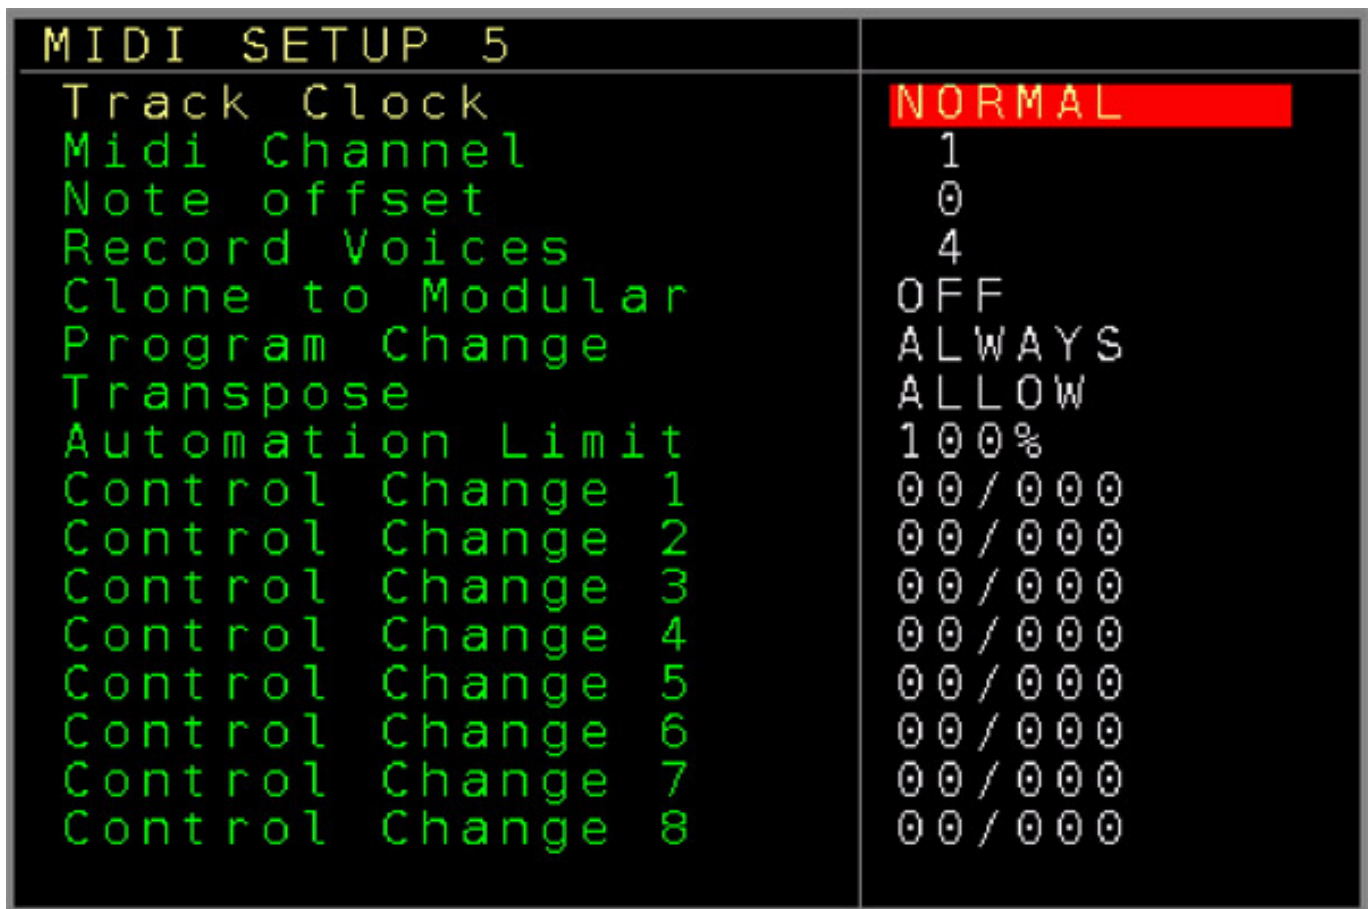 MIDI SETUP 5
Track Clock NORMAL
Midi Channel 1
Note offset 0
Record Voices 4
Clone to Modular OFF
Program Change ALWAYS
Transpose ALLOW
Automation Limit 100%
Control Change 1 00/000
Control Change 2 00/000
Control Change 3 00/000
Control Change 4 00/000
Control Change 5 00/000
Control Change 6 00/000
Control Change 7 00/000
Control Change 8 00/000